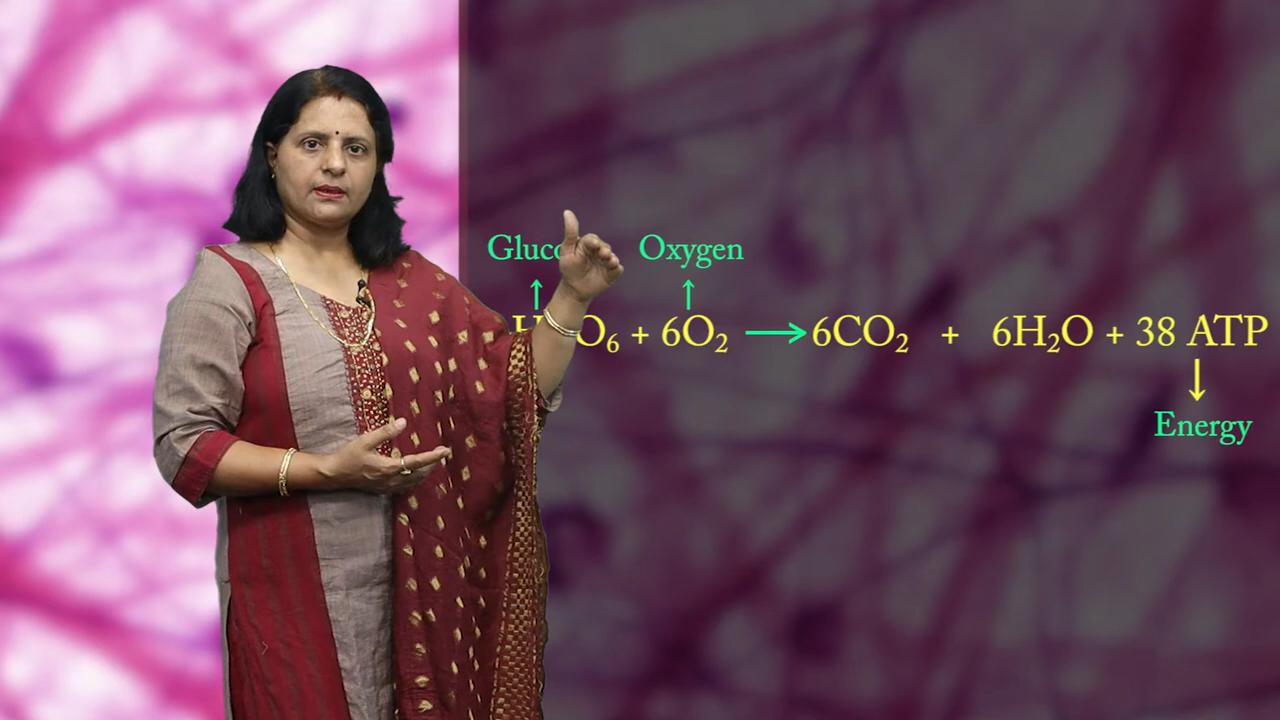 Oxygen
O₆ + 6O₂ → 6CO₂ + 6H₂O + 38 ATP
Energy